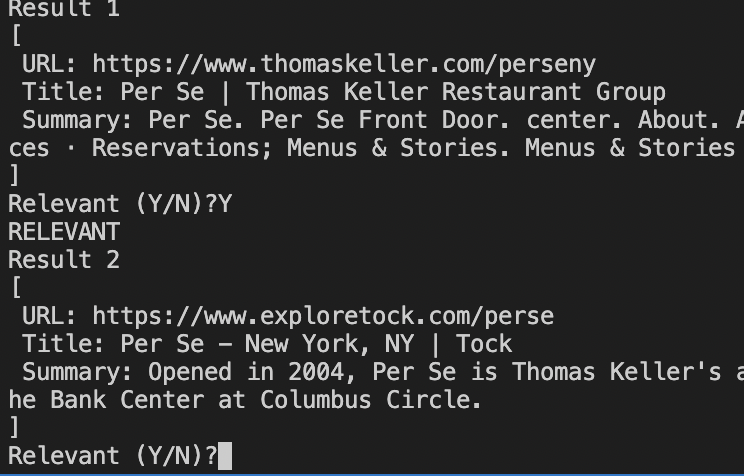 Result 1
[
URL: https://www.thomaskeller.com/perseny
Title: Per Se | Thomas Keller Restaurant Group
Summary: Per Se. Per Se Front Door. center. About. A
ces · Reservations; Menus & Stories. Menus & Stories
]
Relevant (Y/N)?Y
RELEVANT
Result 2
[
URL: https://www.exploretock.com/perse
Title: Per Se – New York, NY | Tock
Summary: Opened in 2004, Per Se is Thomas Keller's a
he Bank Center at Columbus Circle.
]
Relevant (Y/N)?